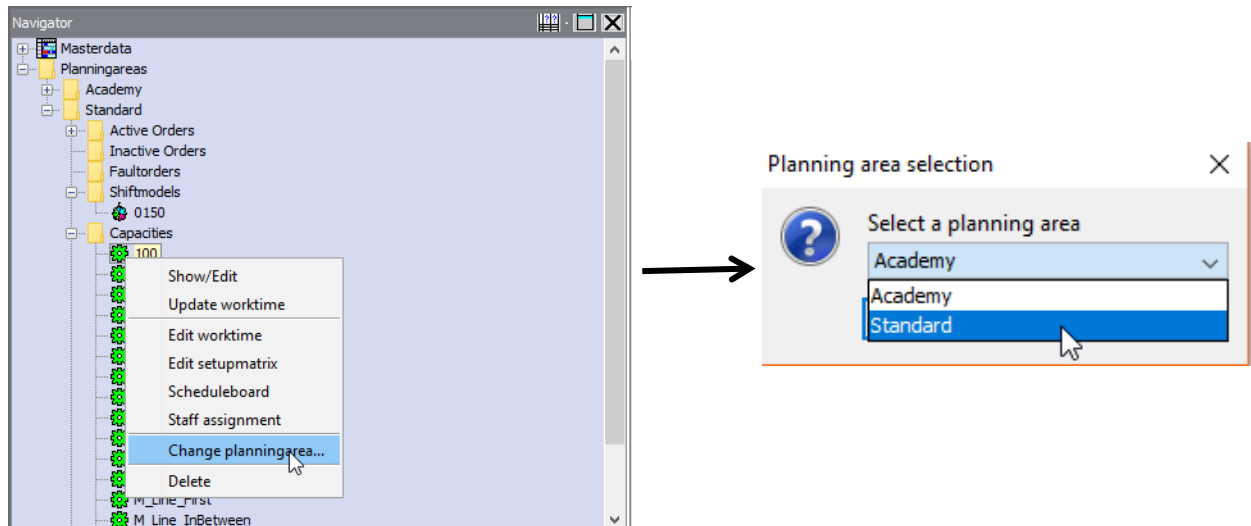 Navigator
Masterdata
Planningareas
Academy
Standard
Active Orders
Inactive Orders
Faultorders
Shiftmodels
0150
Capacities
100
Show/Edit
Update worktime
Edit worktime
Edit setupmatrix
Scheduleboard
Staff assignment
Change planningarea...
Delete
M_Line_First
M_Line_InBetween
Planning area selection
Select a planning area
Academy
Academy
Standard